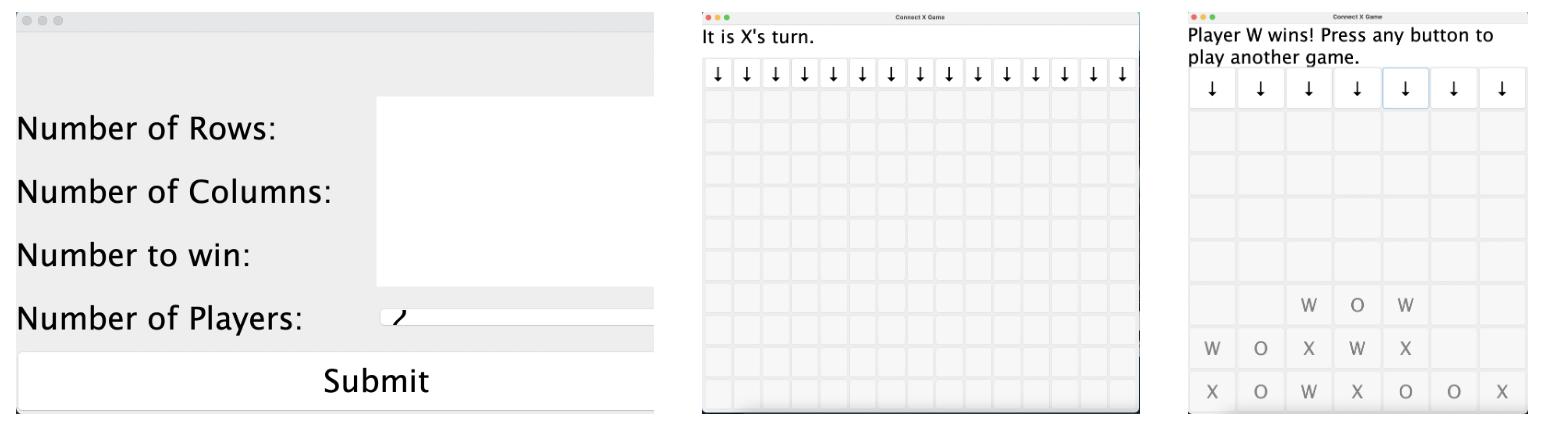 Number of Rows:
Number of Columns:
Number to win:
Number of Players: 2
Submit
Connect X Game
It is X's turn.
↓ ↓ ↓ ↓ ↓ ↓ ↓ ↓ ↓ ↓ ↓ ↓ ↓ ↓ ↓
Connect X Game
Player W wins! Press any button to
play another game.
↓ ↓ ↓ ↓ ↓ ↓ ↓
W O W
W O X W X
X O W X O O X